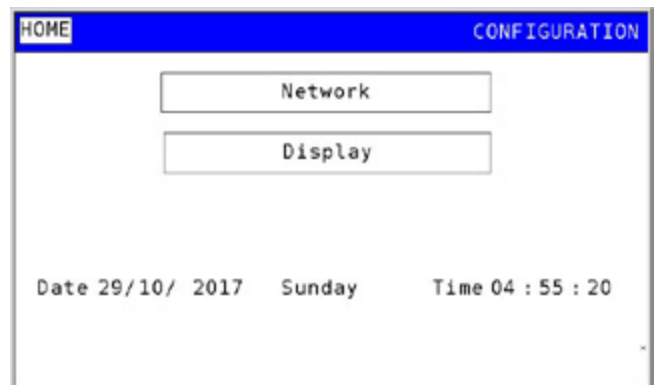 HOME CONFIGURATION
Network
Display
Date 29/10/ 2017 Sunday Time 04 : 55 : 20